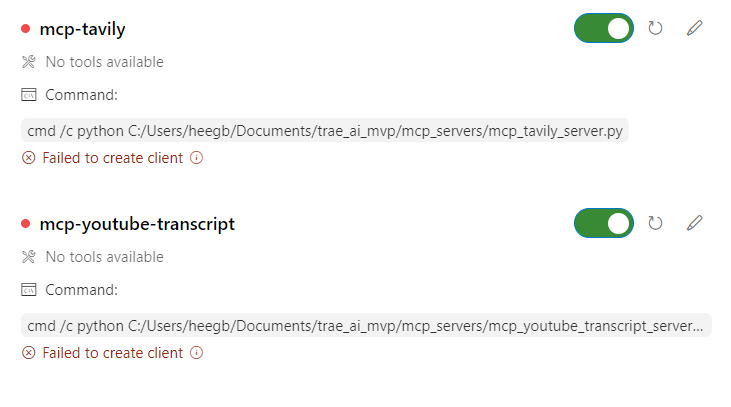 mcp-tavily
No tools available
Command:
cmd /c python C:/Users/heegb/Documents/trae_ai_mvp/mcp_servers/mcp_tavily_server.py
Failed to create client
mcp-youtube-transcript
No tools available
Command:
cmd /c python C:/Users/heegb/Documents/trae_ai_mvp/mcp_servers/mcp_youtube_transcript_server...
Failed to create client